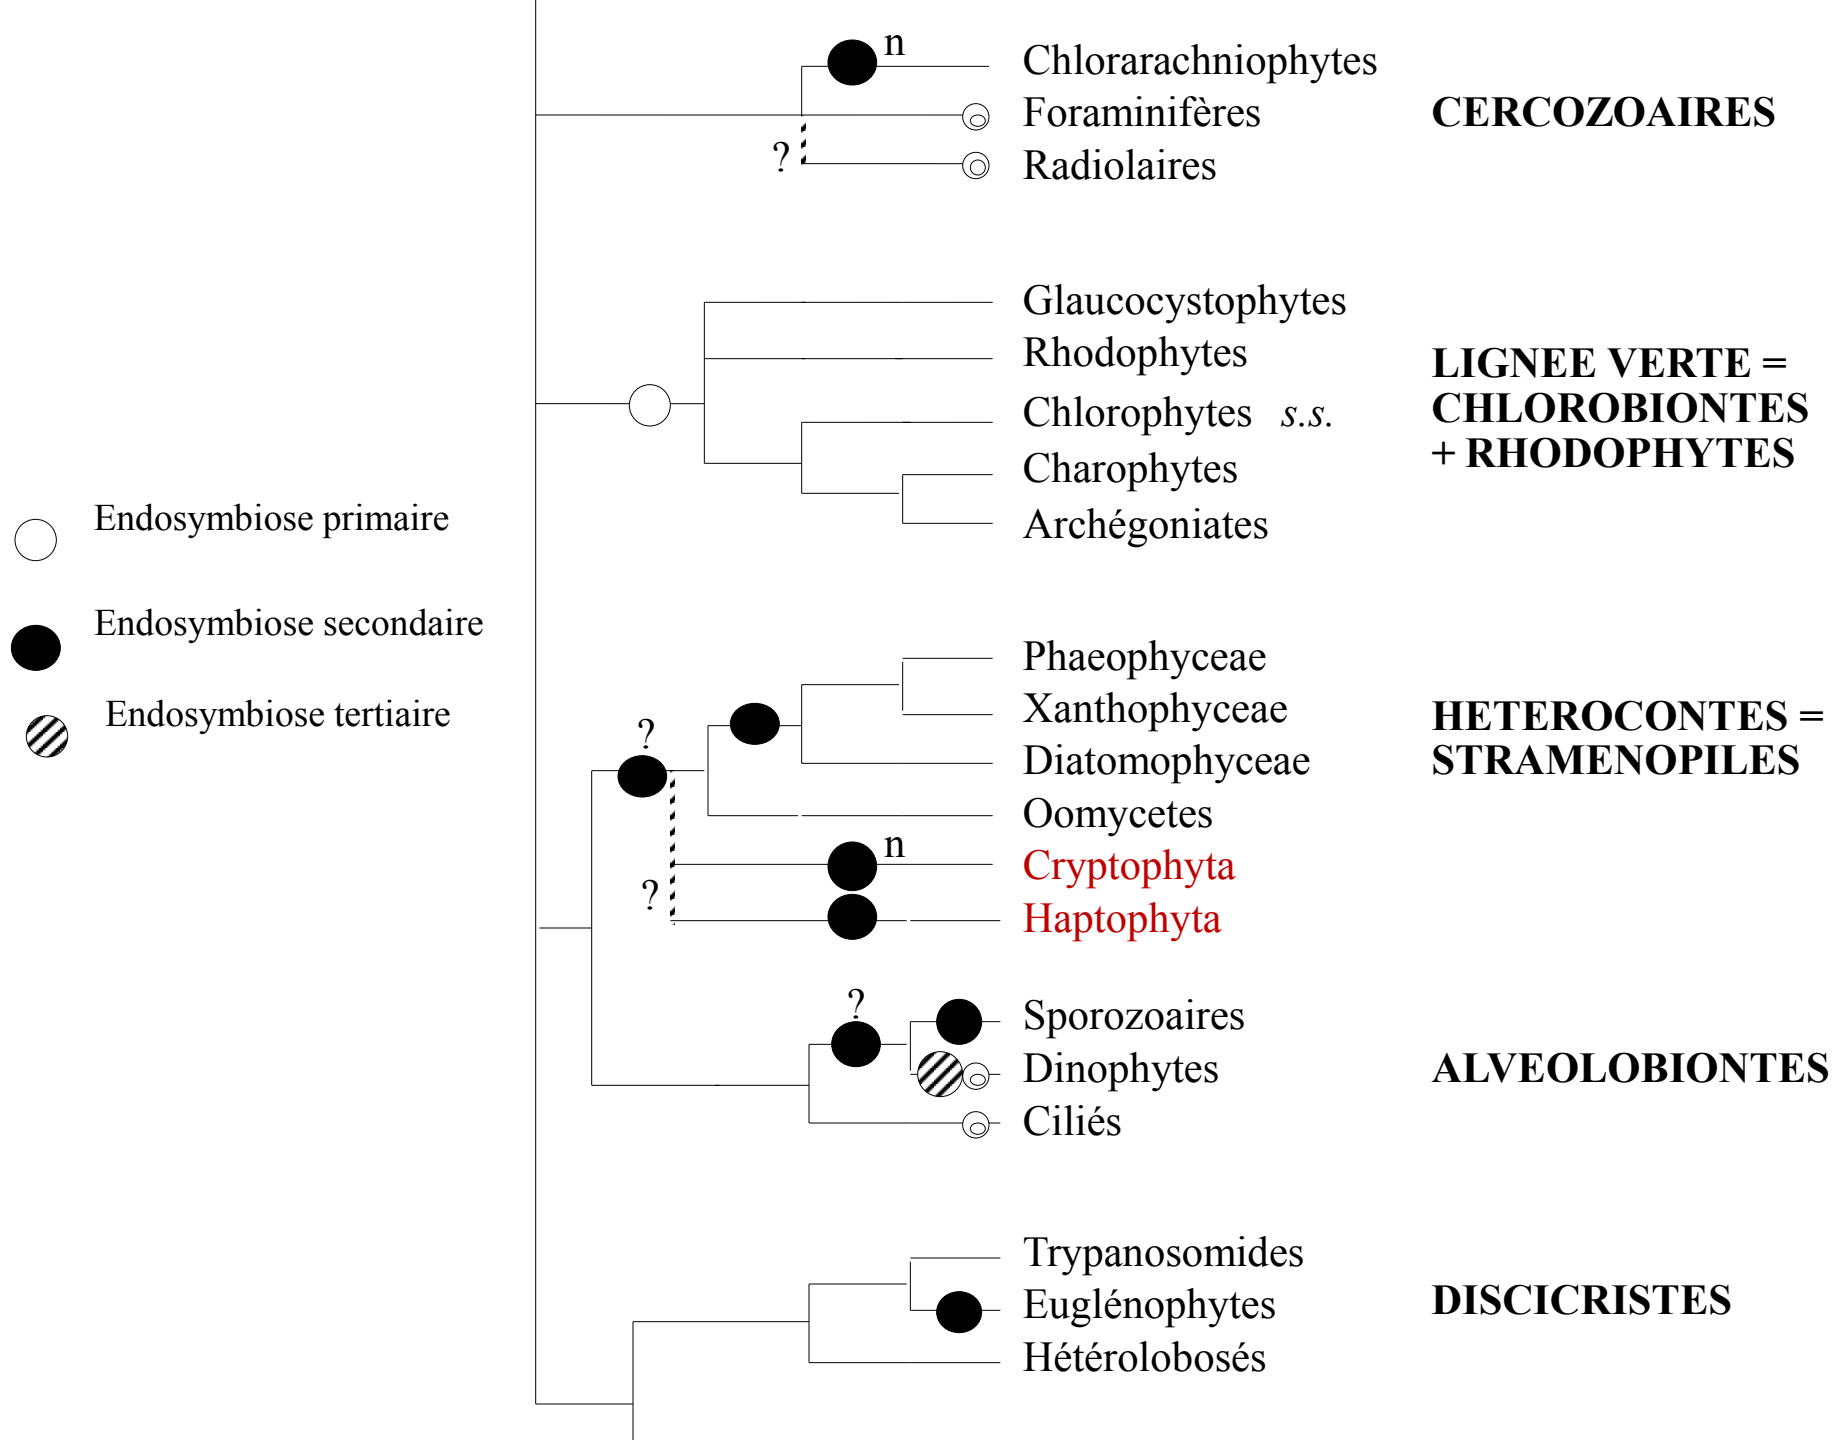 n
Chlorarachniophytes
Foraminifères
CERCOZOAIRES
?
Radiolaires
Glaucocystophytes
Rhodophytes
LIGNEE VERTE =
CHLOROBIONTES
+ RHODOPHYTES
Chlorophytes s.s.
Charophytes
Archégoniates
Endosymbiose primaire
Endosymbiose secondaire
Endosymbiose tertiaire
Phaeophyceae
Xanthophyceae
HETEROCONTES =
STRAMENOPILES
?
Diatomophyceae
Oomycetes
n
Cryptophyta
?
Haptophyta
?
Sporozoaires
Dinophytes
ALVEOLOBIONTES
Ciliés
Trypanosomides
Euglénophytes
DISCICRISTES
Hétérolobosés